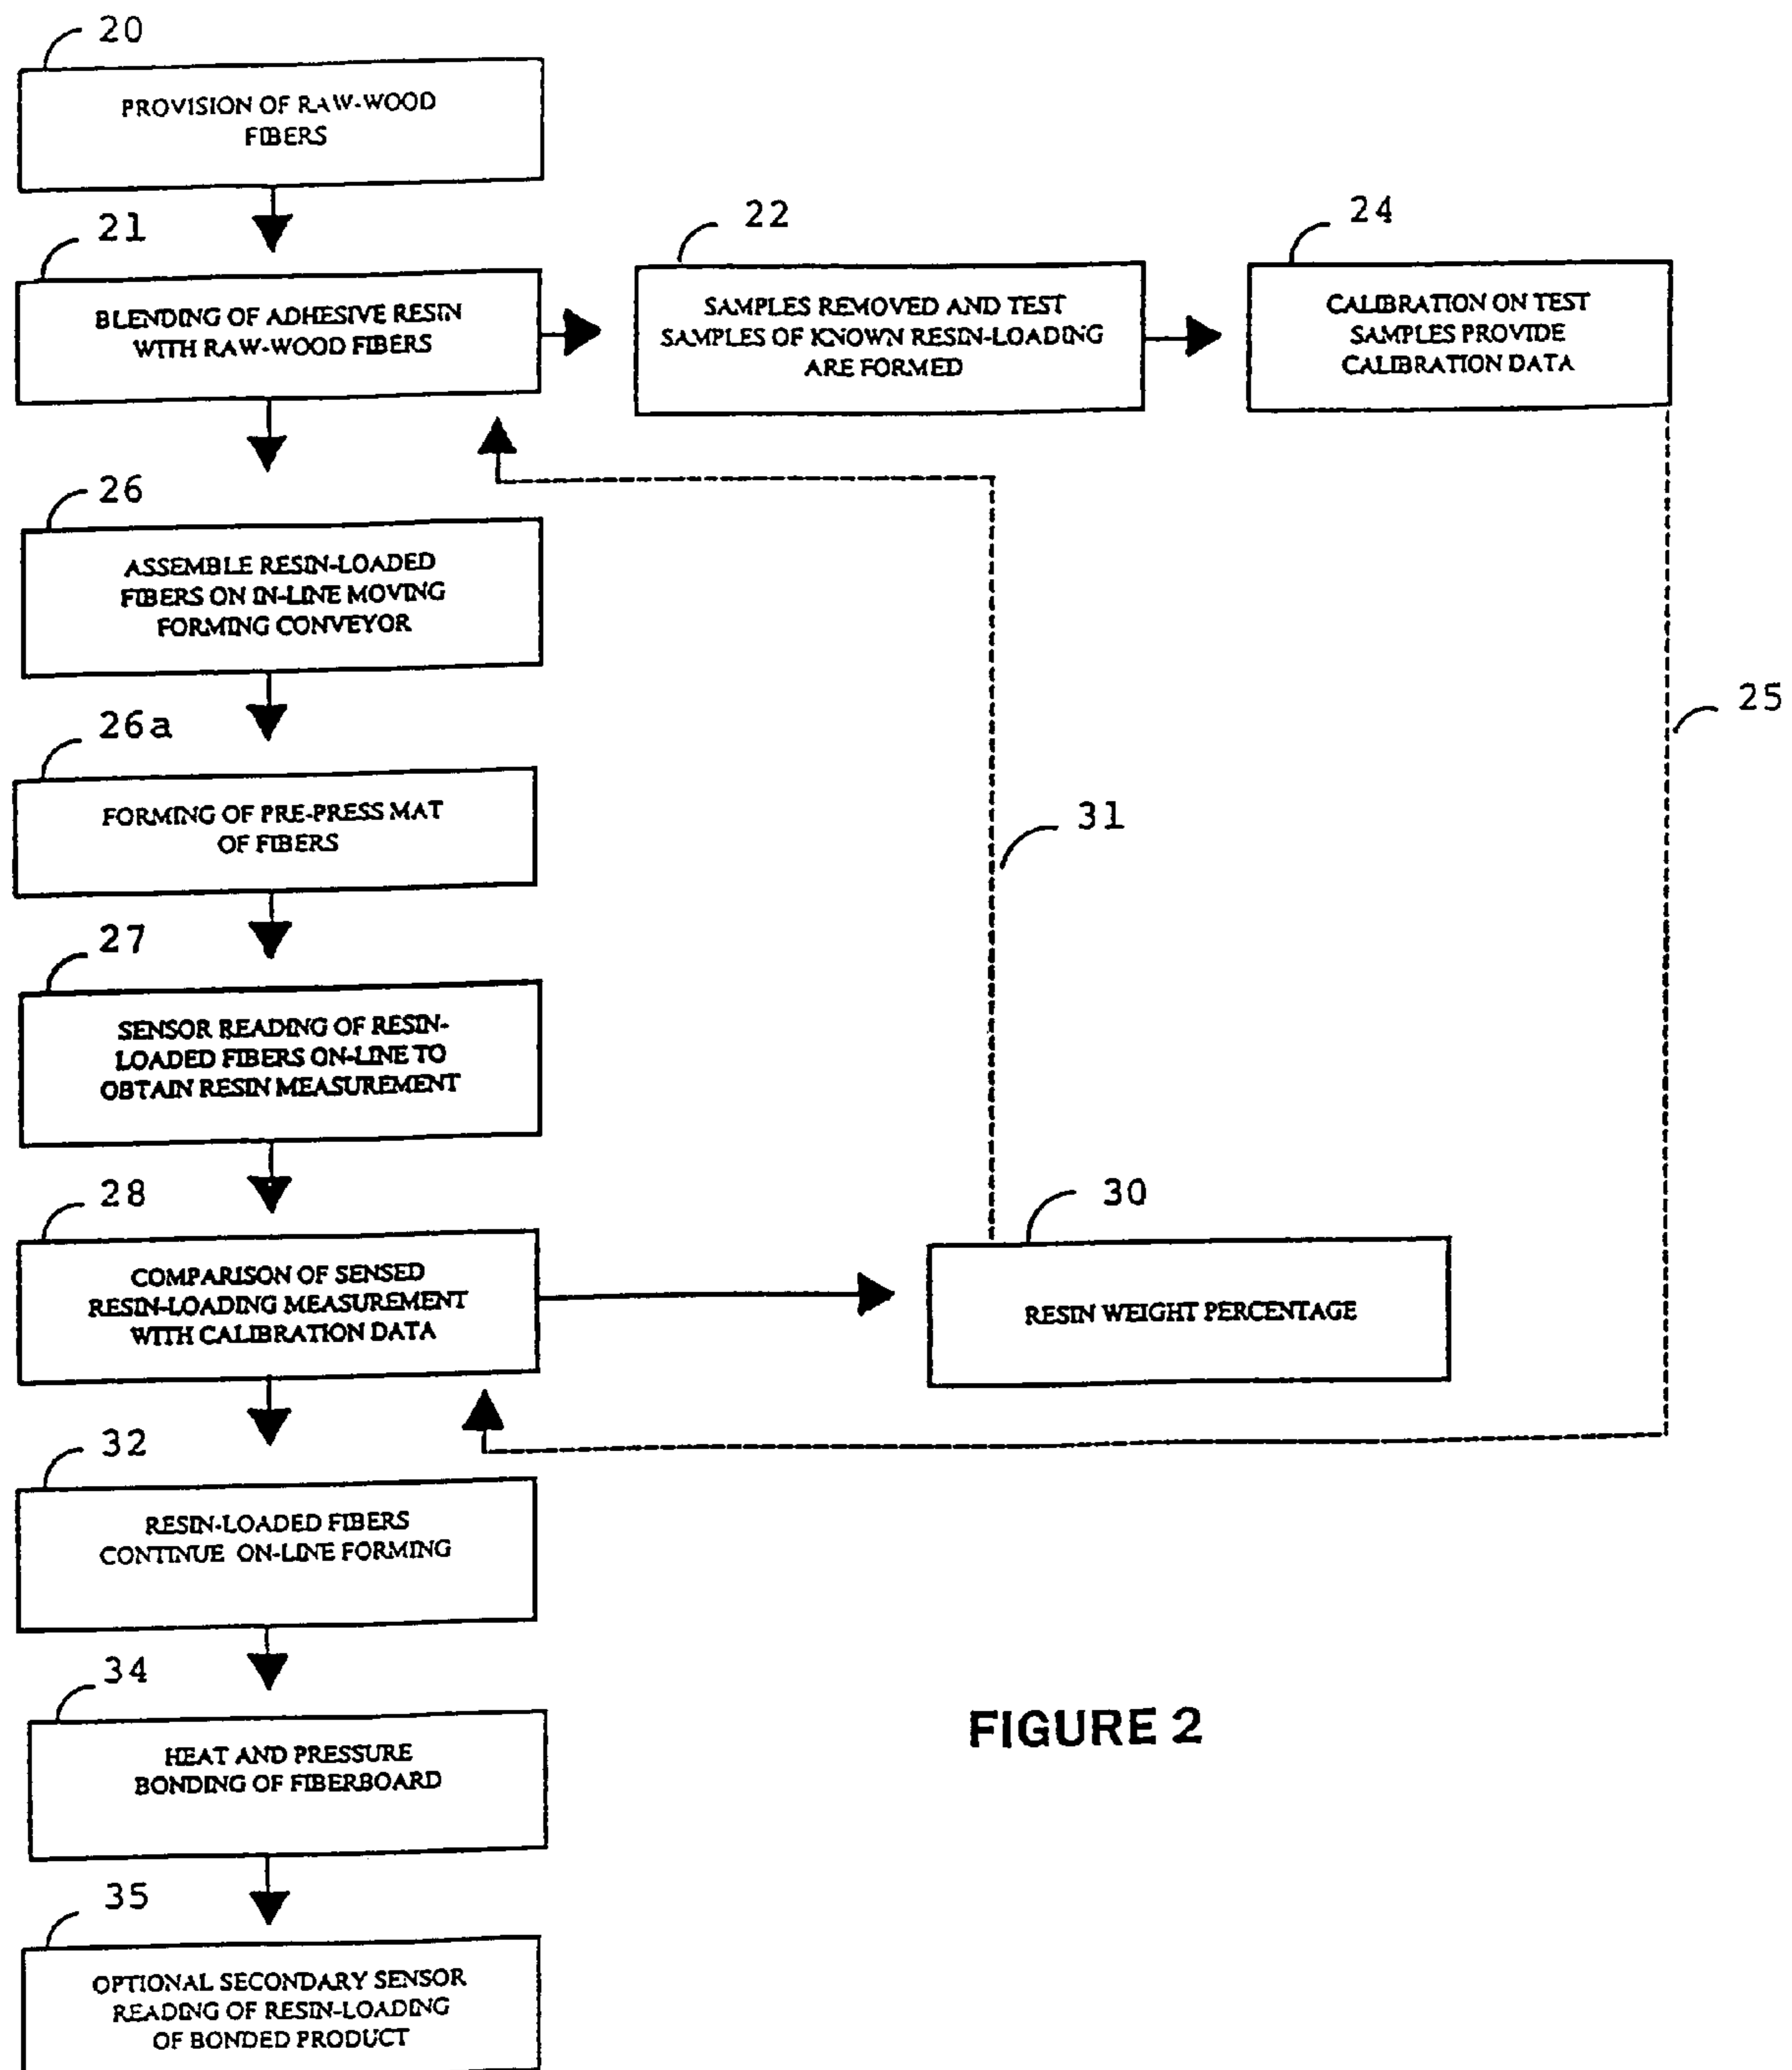 20
PROVISION OF RAW-WOOD
FIBERS
21
BLENDING OF ADHESIVE RESIN
WITH RAW-WOOD FIBERS
22
SAMPLES REMOVED AND TEST
SAMPLES OF KNOWN RESIN-LOADING
ARE FORMED
24
CALIBRATION ON TEST
SAMPLES PROVIDE
CALIBRATION DATA
26
ASSEMBLE RESIN-LOADED
FIBERS ON IN-LINE MOVING
FORMING CONVEYOR
25
26a
FORMING OF PRE-PRESS MAT
OF FIBERS
31
27
SENSOR READING OF RESIN-
LOADED FIBERS ON-LINE TO
OBTAIN RESIN MEASUREMENT
28
COMPARISON OF SENSED
RESIN-LOADING MEASUREMENT
WITH CALIBRATION DATA
30
RESIN WEIGHT PERCENTAGE
32
RESIN-LOADED FIBERS
CONTINUE ON-LINE FORMING
34
HEAT AND PRESSURE
BONDING OF FIBERBOARD
FIGURE 2
35
OPTIONAL SECONDARY SENSOR
READING OF RESIN-LOADING
OF BONDED PRODUCT